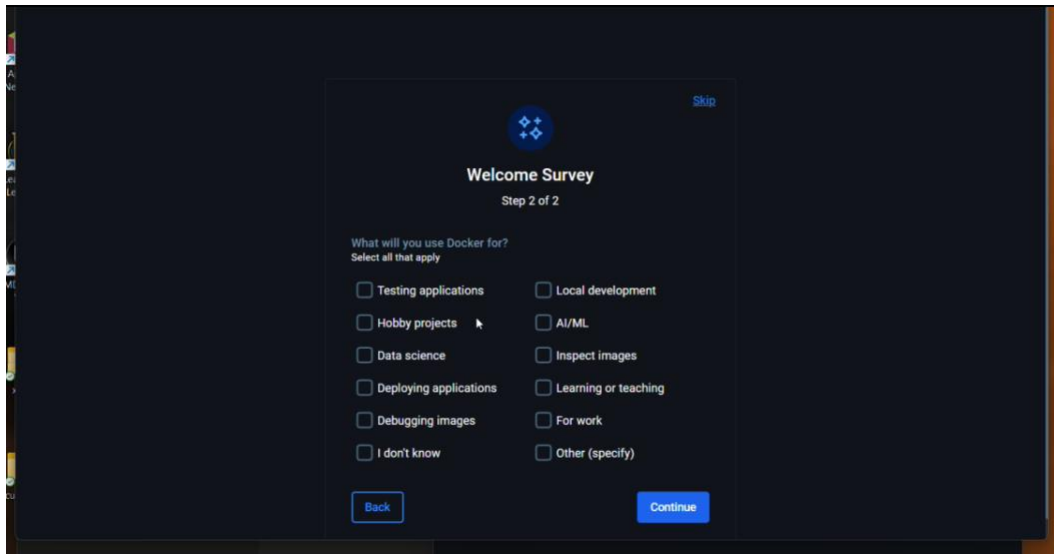 Skip
Welcome Survey
Step 2 of 2
What will you use Docker for?
Select all that apply
Testing applications
Local development
Hobby projects
AI/ML
Data science
Inspect images
Deploying applications
Learning or teaching
Debugging images
For work
I don't know
Other (specify)
Back
Continue